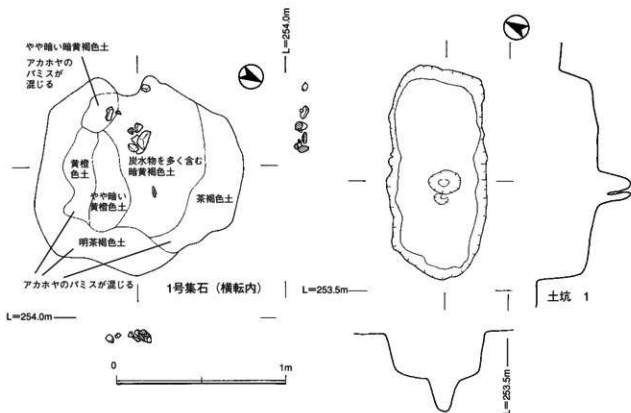 やや暗い暗黄褐色土
アカホヤの
パミスが
混じる
L=254.0m
黄橙
色土
炭水物を多く含む
暗黄褐色土
やや暗い
黄橙色土
茶褐色土
明茶褐色土
アカホヤのパミスが混じる
1号集石(横転内)
L=254.0m
0
1m
L=253.5m
土坑 1
L=253.5m